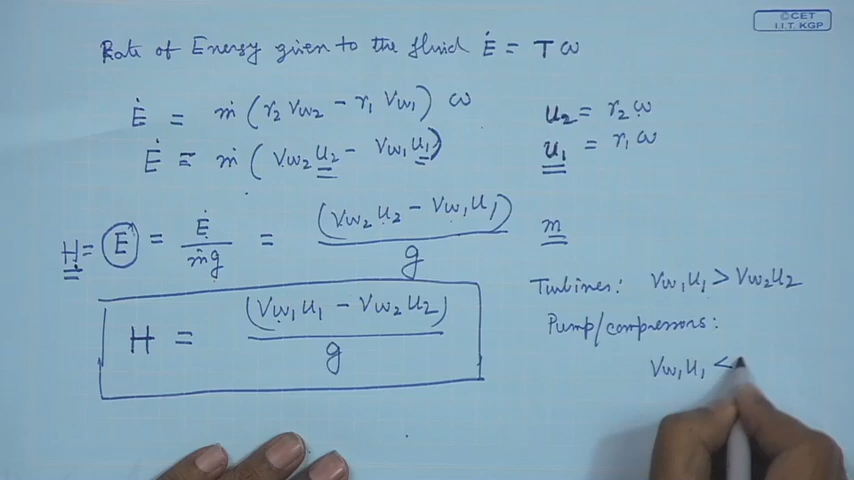 ©CET
I.I.T. KGP
Rate of Energy given to the fluid Ė = Tω
Ė = ṁ (r₂ Vw₂ − r₁ Vw₁) ω
u₂ = r₂ω
Ė = ṁ (Vw₂ u₂ − Vw₁ u₁)
u₁ = r₁ω
H = E = Ė / ṁg = (Vw₂ u₂ − Vw₁ u₁) / g
m
H = (Vw₁ u₁ − Vw₂ u₂) / g
Turbines: Vw₁ u₁ > Vw₂ u₂
Pump/compressors:
Vw₁ u₁ <